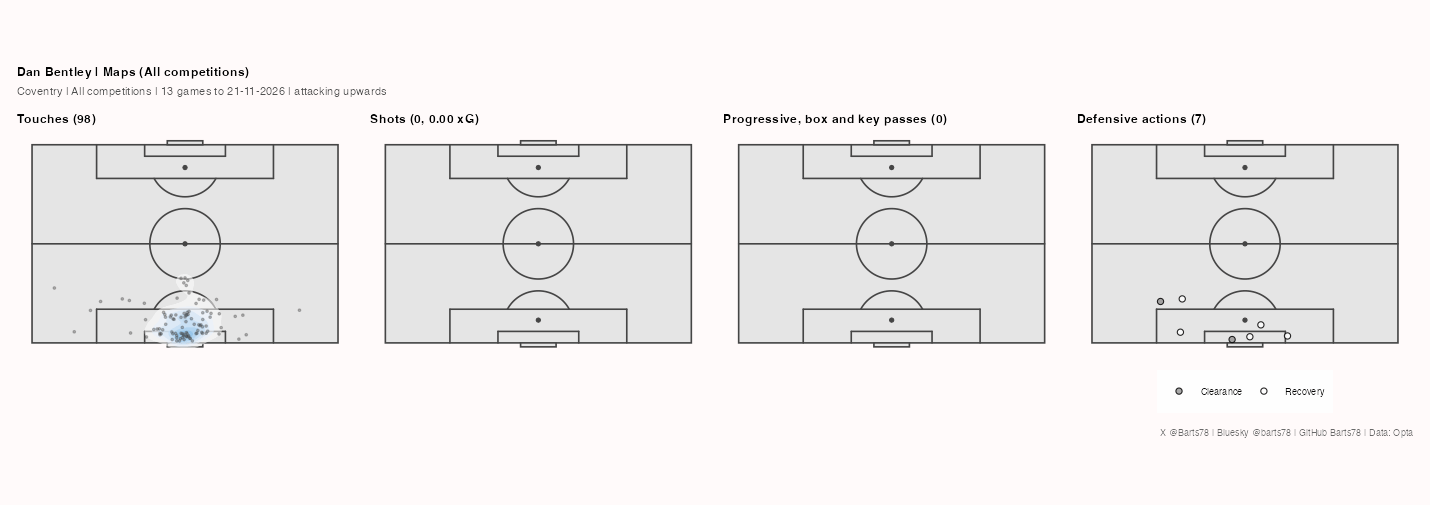 Dan Bentley | Maps (All competitions)
Coventry | All competitions | 13 games to 21-11-2026 | attacking upwards
Touches (98)
Shots (0, 0.00 xG)
Progressive, box and key passes (0)
Defensive actions (7)
Clearance
Recovery
X @Barts78 | Bluesky @barts78 | GitHub Barts78 | Data: Opta